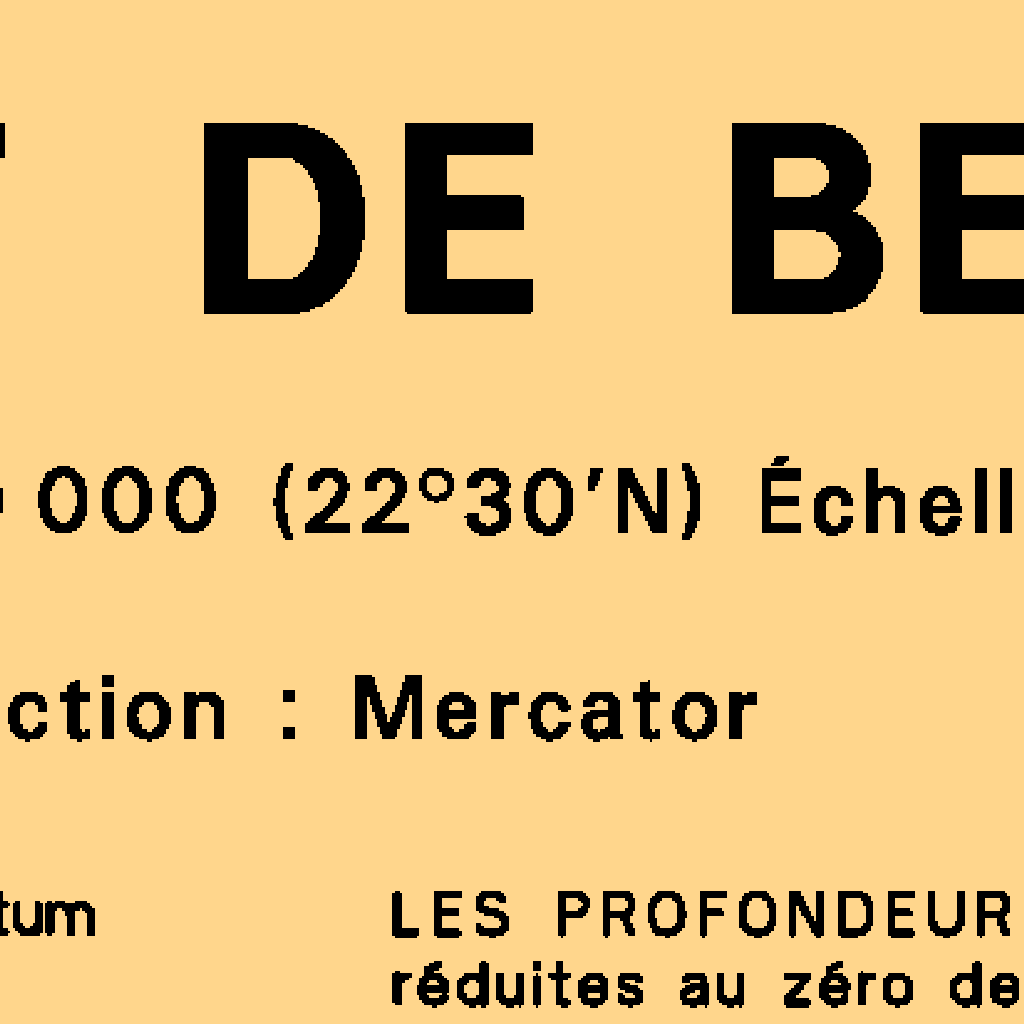 DE BE
000 (22°30′N) Échell
ction : Mercator
tum
LES PROFONDEUR
réduites au zéro de